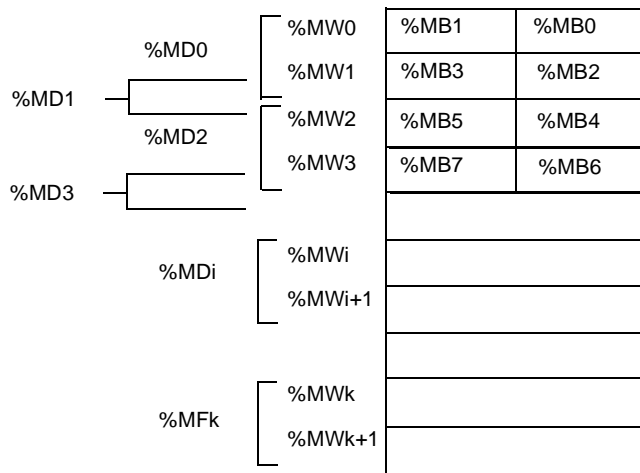 %MW0 %MB1 %MB0
%MD0
%MW1 %MB3 %MB2
%MD1
%MW2 %MB5 %MB4
%MD2
%MW3 %MB7 %MB6
%MD3
%MWi
%MDi
%MWi+1
%MWk
%MFk
%MWk+1